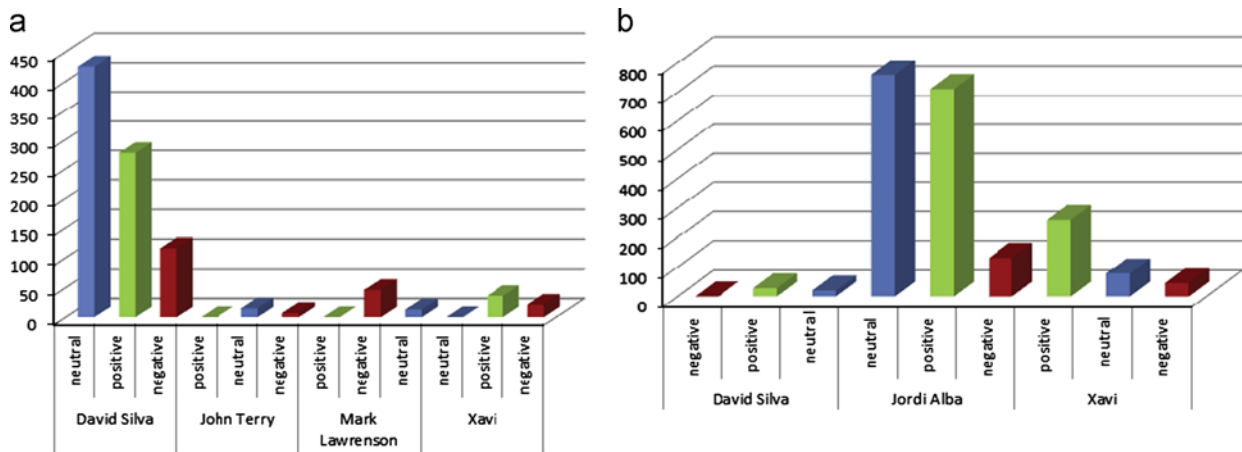 a
450
400
350
300
250
200
150
100
50
0
neutral
positive
negative
positive
neutral
negative
positive
negative
neutral
neutral
positive
negative
David Silva
John Terry
Mark
Lawrenson
Xavi
b
800
700
600
500
400
300
200
100
0
negative
positive
neutral
neutral
positive
negative
positive
neutral
negative
David Silva
Jordi Alba
Xavi